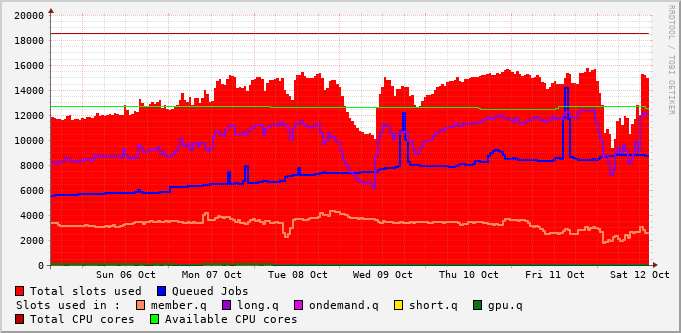 20000
18000
16000
14000
12000
10000
8000
6000
4000
2000
0
Sun 06 Oct Mon 07 Oct Tue 08 Oct Wed 09 Oct Thu 10 Oct Fri 11 Oct Sat 12 Oct
Total slots used Queued Jobs
Slots used in : member.q long.q ondemand.q short.q gpu.q
Total CPU cores Available CPU cores
RRDTOOL / TOBI OETIKER